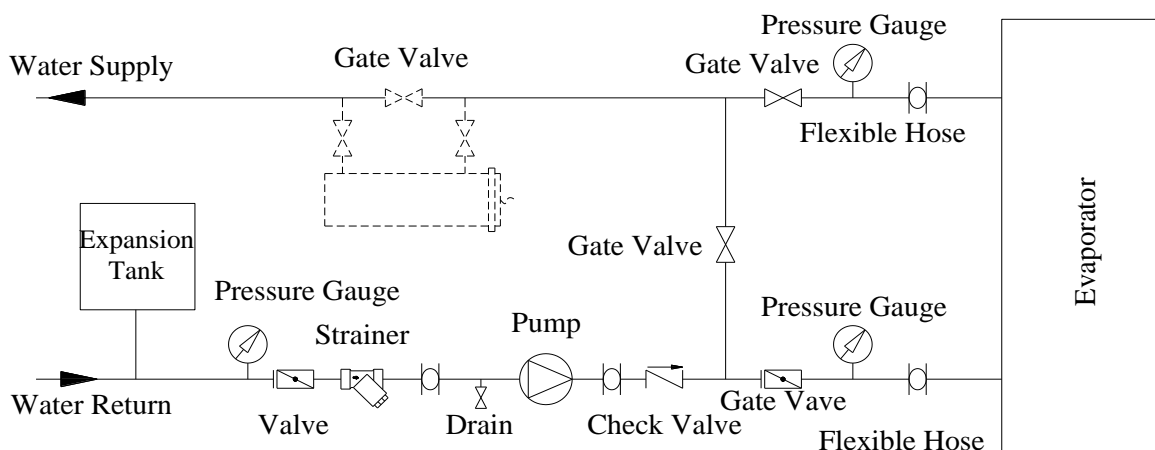 Pressure Gauge
Water Supply
Gate Valve
Gate Valve
Flexible Hose
Evaporator
Expansion
Tank
Gate Valve
Pressure Gauge
Pressure Gauge
Strainer
Pump
Water Return
Valve
Drain
Check Valve
Gate Vave
Flexible Hose